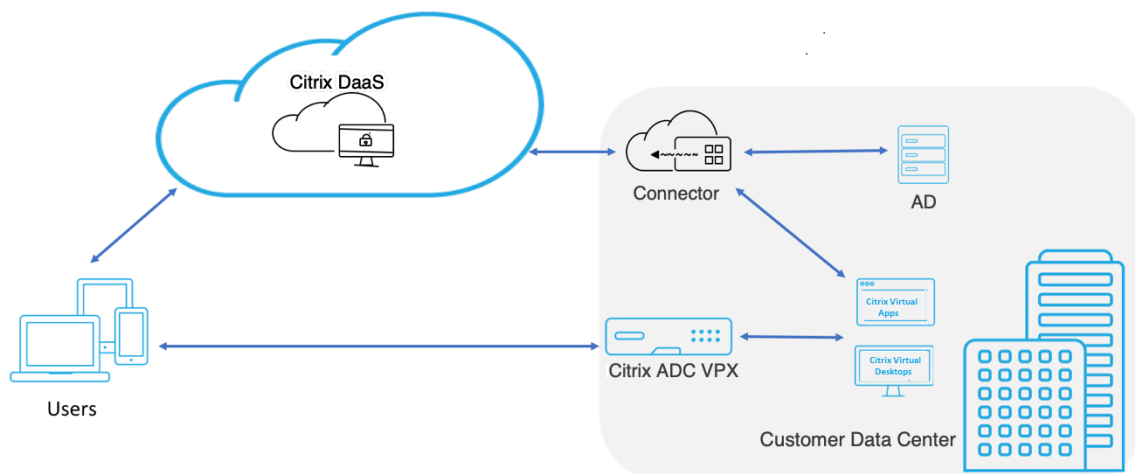 Citrix DaaS
Connector
AD
Citrix Virtual
Apps
Citrix ADC VPX
Citrix Virtual
Desktops
Users
Customer Data Center